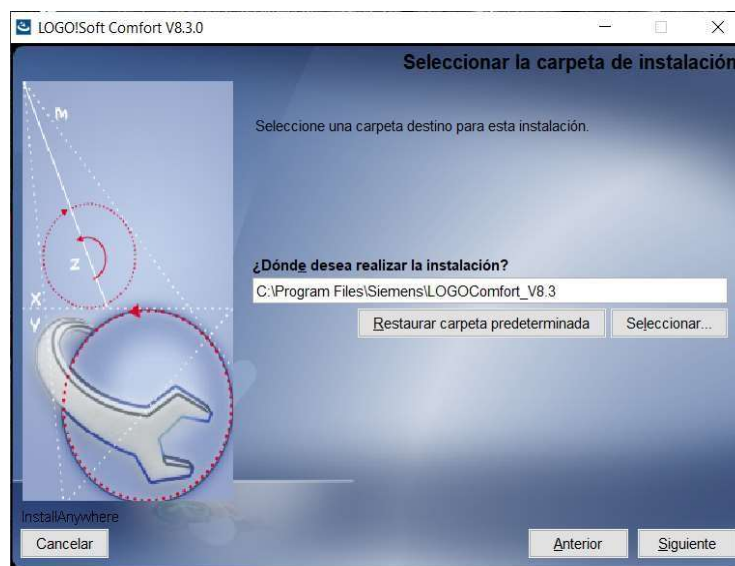 LOGO!Soft Comfort V8.3.0
Seleccionar la carpeta de instalación
M
Seleccione una carpeta destino para esta instalación.
Z
¿Dónde desea realizar la instalación?
X
C:\Program Files\Siemens\LOGOComfort_V8.3
Y
Restaurar carpeta predeterminada
Seleccionar...
InstallAnywhere
Cancelar
Anterior
Siguiente